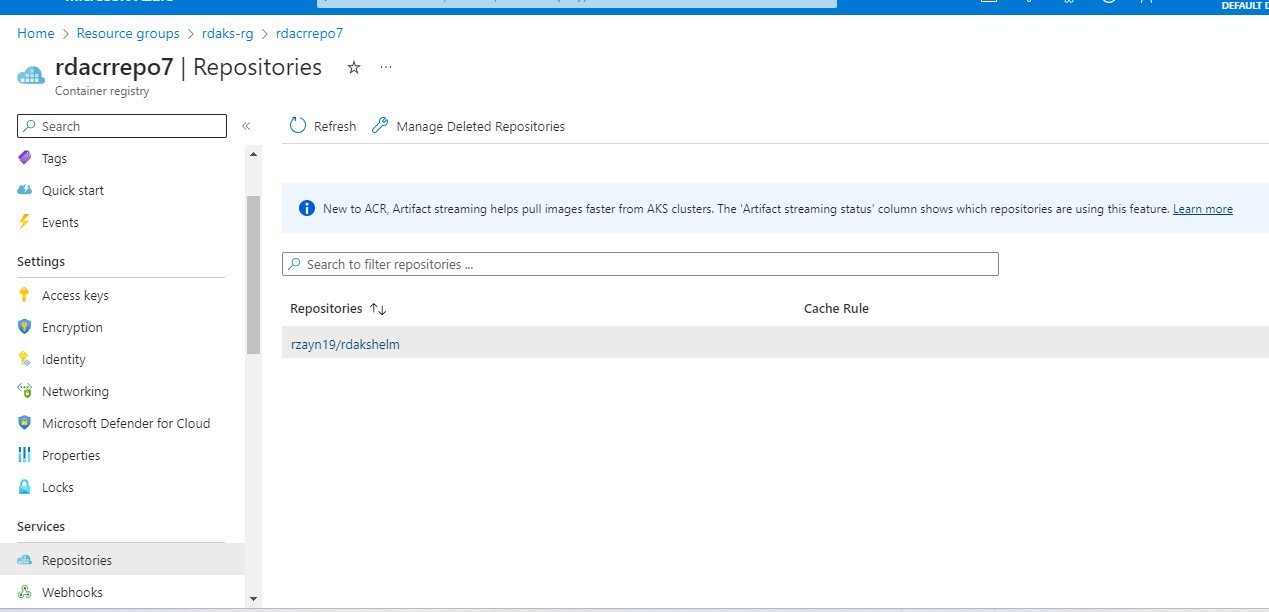 DEFAULT D
Home > Resource groups > rdaks-rg > rdacrrepo7
rdacrrepo7 | Repositories
Container registry
Search
Refresh
Manage Deleted Repositories
Tags
Quick start
Events
Settings
Access keys
Encryption
Identity
Networking
Microsoft Defender for Cloud
Properties
Locks
Services
Repositories
Webhooks
New to ACR, Artifact streaming helps pull images faster from AKS clusters. The 'Artifact streaming status' column shows which repositories are using this feature. Learn more
Search to filter repositories ...
Repositories
Cache Rule
rzayn19/rdakshelm